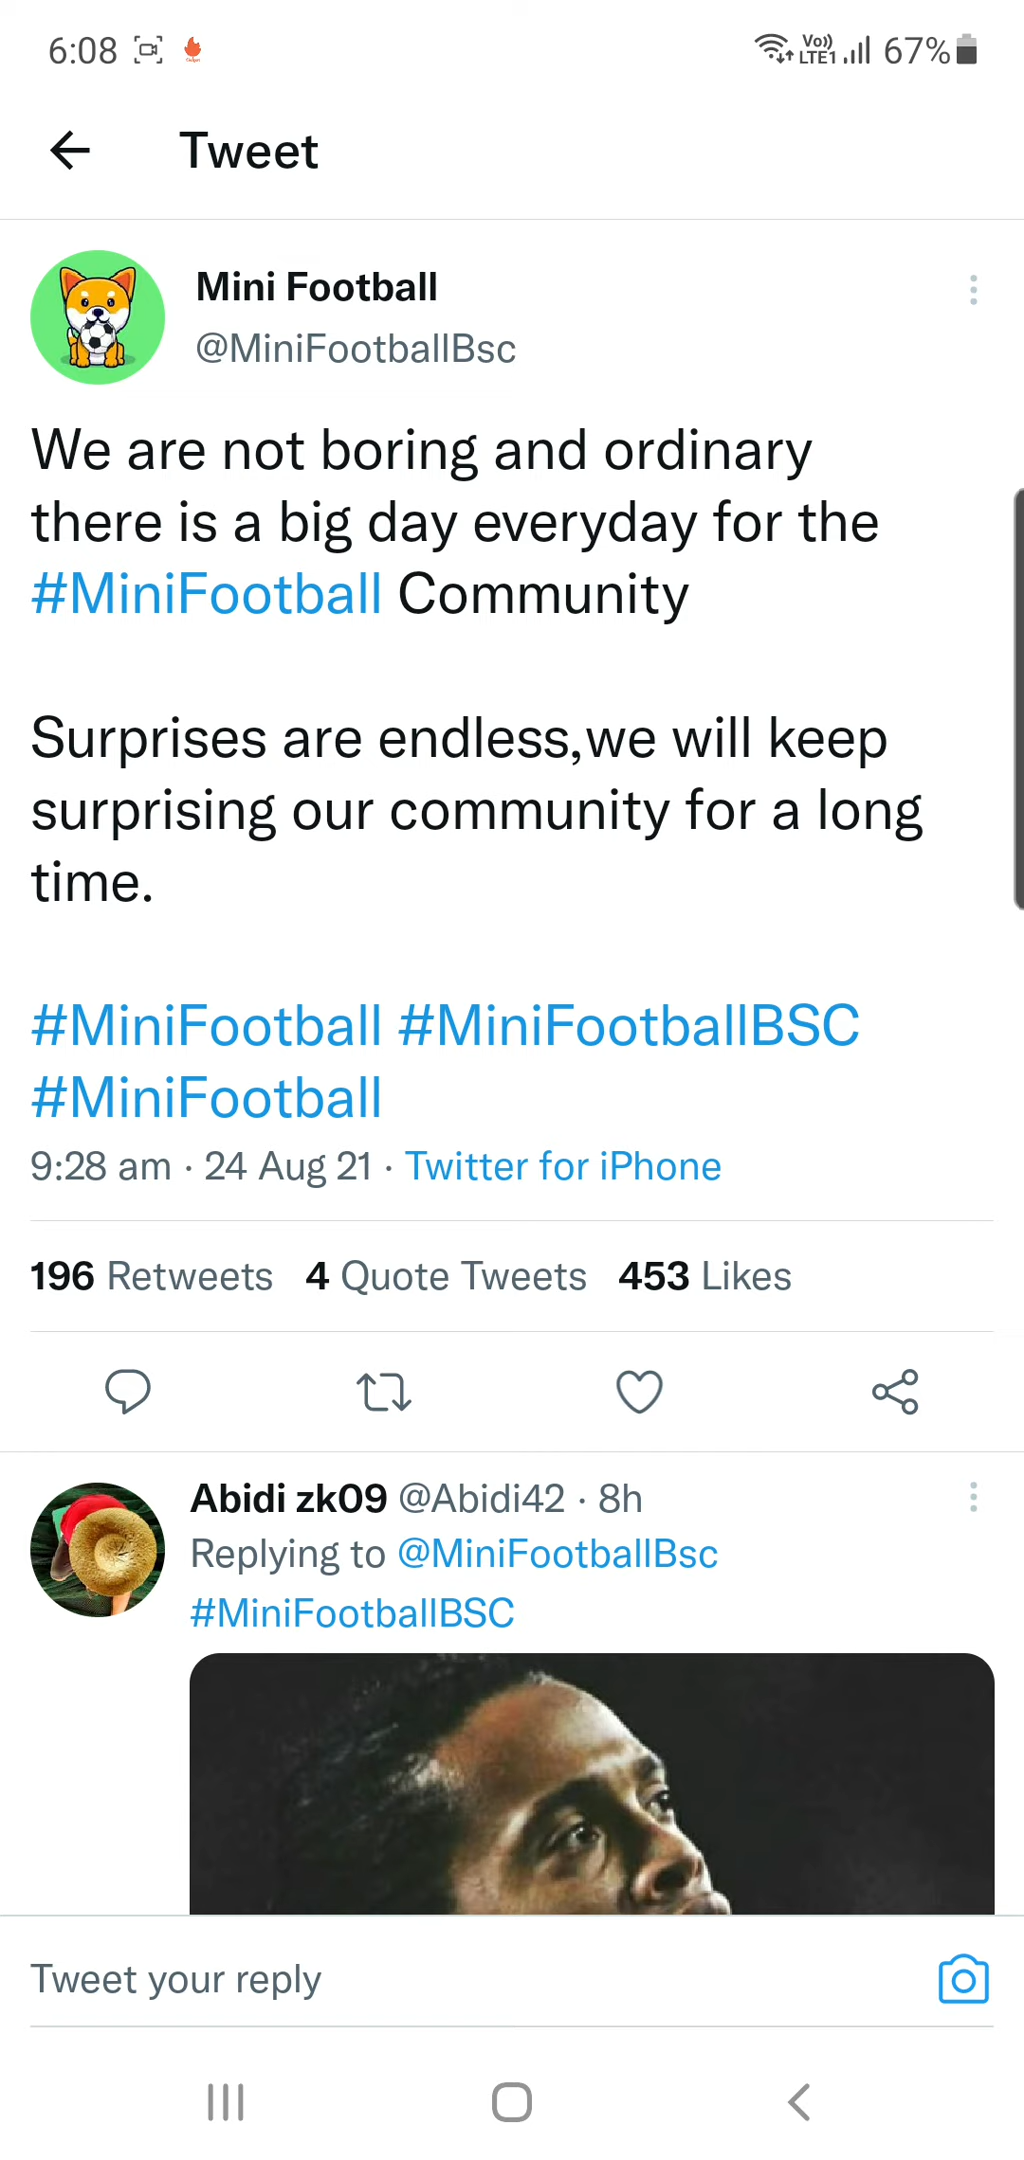 6:08 Vo)) LTE1 67%
Tweet
Mini Football
@MiniFootballBsc
We are not boring and ordinary
there is a big day everyday for the
#MiniFootball Community
Surprises are endless,we will keep
surprising our community for a long
time.
#MiniFootball #MiniFootballBSC
#MiniFootball
9:28 am · 24 Aug 21 · Twitter for iPhone
196 Retweets 4 Quote Tweets 453 Likes
Abidi zk09 @Abidi42 · 8h
Replying to @MiniFootballBsc
#MiniFootballBSC
Tweet your reply